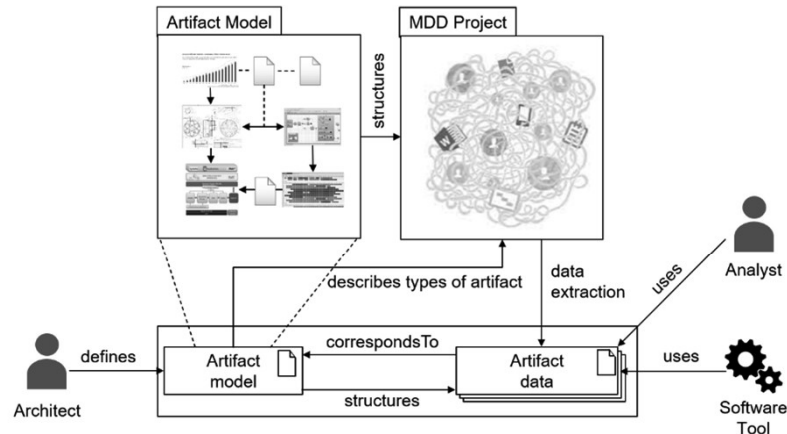 Artifact Model
MDD Project
structures
describes types of artifact
data
extraction
uses
Analyst
defines
Artifact
model
correspondsTo
structures
Artifact
data
uses
Architect
Software
Tool